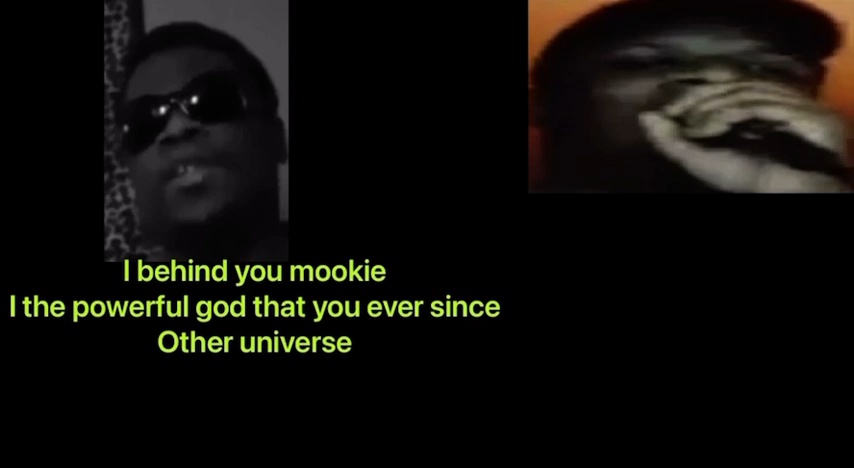 I behind you mookie
I the powerful god that you ever since
Other universe